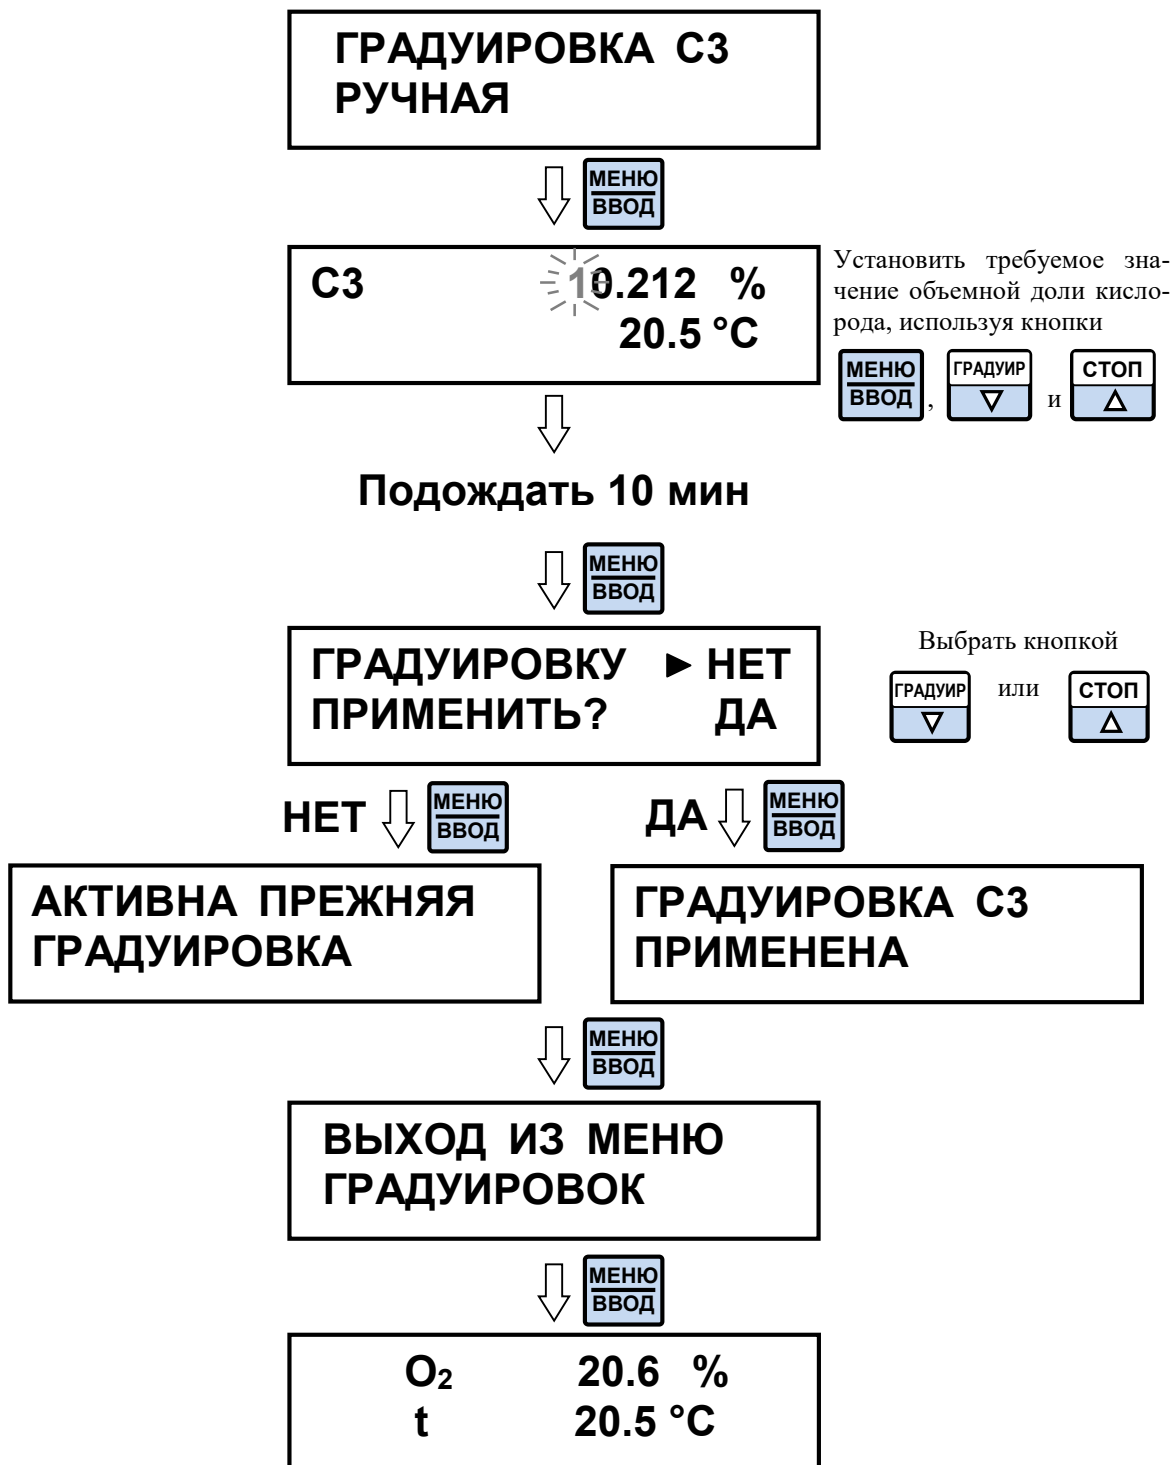 ГРАДУИРОВКА С3
РУЧНАЯ
МЕНЮ
ВВОД
С3 10.212 %
20.5 °С
Установить требуемое зна-
чение объемной доли кисло-
рода, используя кнопки
МЕНЮ
ВВОД
,
ГРАДУИР
и
СТОП
Подождать 10 мин
МЕНЮ
ВВОД
ГРАДУИРОВКУ ► НЕТ
ПРИМЕНИТЬ? ДА
Выбрать кнопкой
ГРАДУИР
или
СТОП
НЕТ
МЕНЮ
ВВОД
ДА
МЕНЮ
ВВОД
АКТИВНА ПРЕЖНЯЯ
ГРАДУИРОВКА
ГРАДУИРОВКА С3
ПРИМЕНЕНА
МЕНЮ
ВВОД
ВЫХОД ИЗ МЕНЮ
ГРАДУИРОВОК
МЕНЮ
ВВОД
O₂ 20.6 %
t 20.5 °С